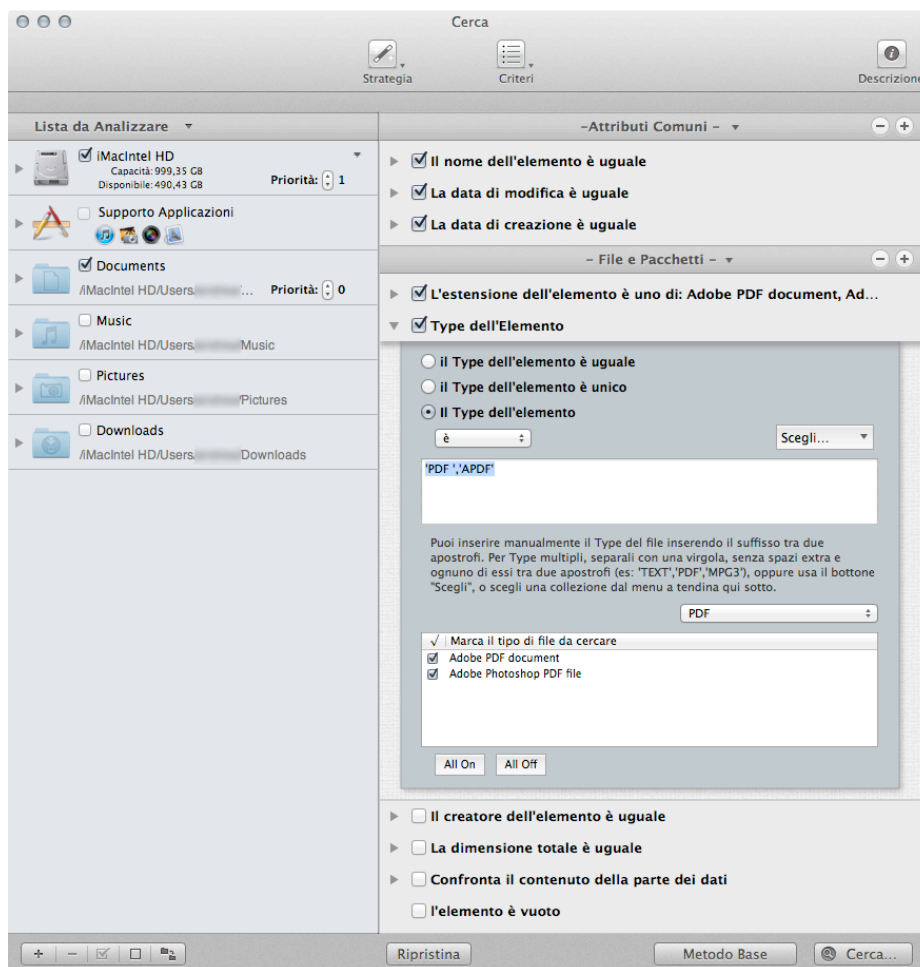 Cerca
Strategia
Criteri
Descrizione
Lista da Analizzare
iMacIntel HD
Capacità: 999,35 GB
Disponibile: 490,43 GB
Priorità: 1
Supporto Applicazioni
Documents
/iMacIntel HD/Users/ '...
Priorità: 0
Music
/iMacIntel HD/Users/ Music
Pictures
/iMacIntel HD/Users/ 'Pictures
Downloads
/iMacIntel HD/Users/ Downloads
–Attributi Comuni –
Il nome dell'elemento è uguale
La data di modifica è uguale
La data di creazione è uguale
– File e Pacchetti –
L'estensione dell'elemento è uno di: Adobe PDF document, Ad...
Type dell'Elemento
il Type dell'elemento è uguale
il Type dell'elemento è unico
Il Type dell'elemento
è
Scegli...
'PDF ','APDF'
Puoi inserire manualmente il Type del file inserendo il suffisso tra due
apostrofi. Per Type multipli, separali con una virgola, senza spazi extra e
ognuno di essi tra due apostrofi (es: 'TEXT','PDF','MPG3'), oppure usa il bottone
"Scegli", o scegli una collezione dal menu a tendina qui sotto.
PDF
√ Marca il tipo di file da cercare
Adobe PDF document
Adobe Photoshop PDF file
All On
All Off
Il creatore dell'elemento è uguale
La dimensione totale è uguale
Confronta il contenuto della parte dei dati
l'elemento è vuoto
Ripristina
Metodo Base
Cerca...